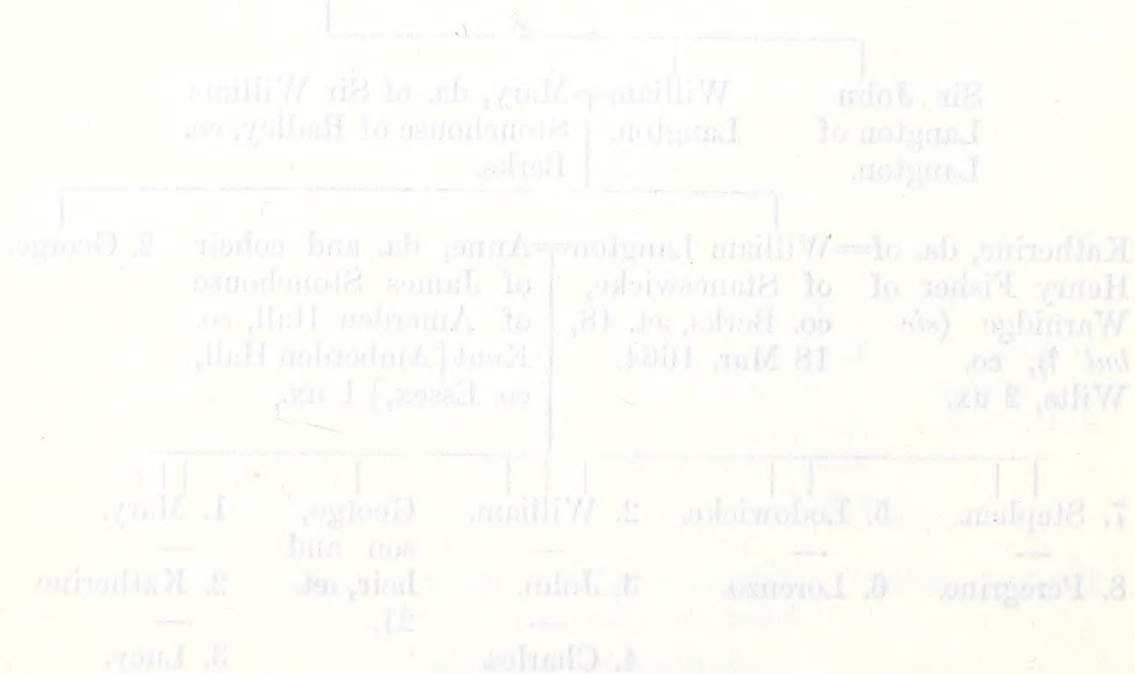 Sir John
Langton of
Langton.
William=Mary, da. of Sir William
Langton.
Stonehouse of Radley, co.
Berks.
Katherine, da. of=William Langton=Anne, da. and coheir
Henry Fisher of
Warnidge (sic
but ?), co.
Wilts, 2 ux.
of Staneswicke,
co. Berks, æt. 48,
18 Mar. 1664.
of James Stonehouse
of Amerden Hall, co.
Kent [Amberden Hall,
co. Essex,] 1 ux.
2. George.
7. Stephen.
—
8. Peregrine.
5. Lodowicke.
—
6. Lorenzo.
2. William.
—
3. John.
—
4. Charles.
George,
son and
heir, æt.
21.
1. Mary.
—
2. Katherine
—
3. Lucy.